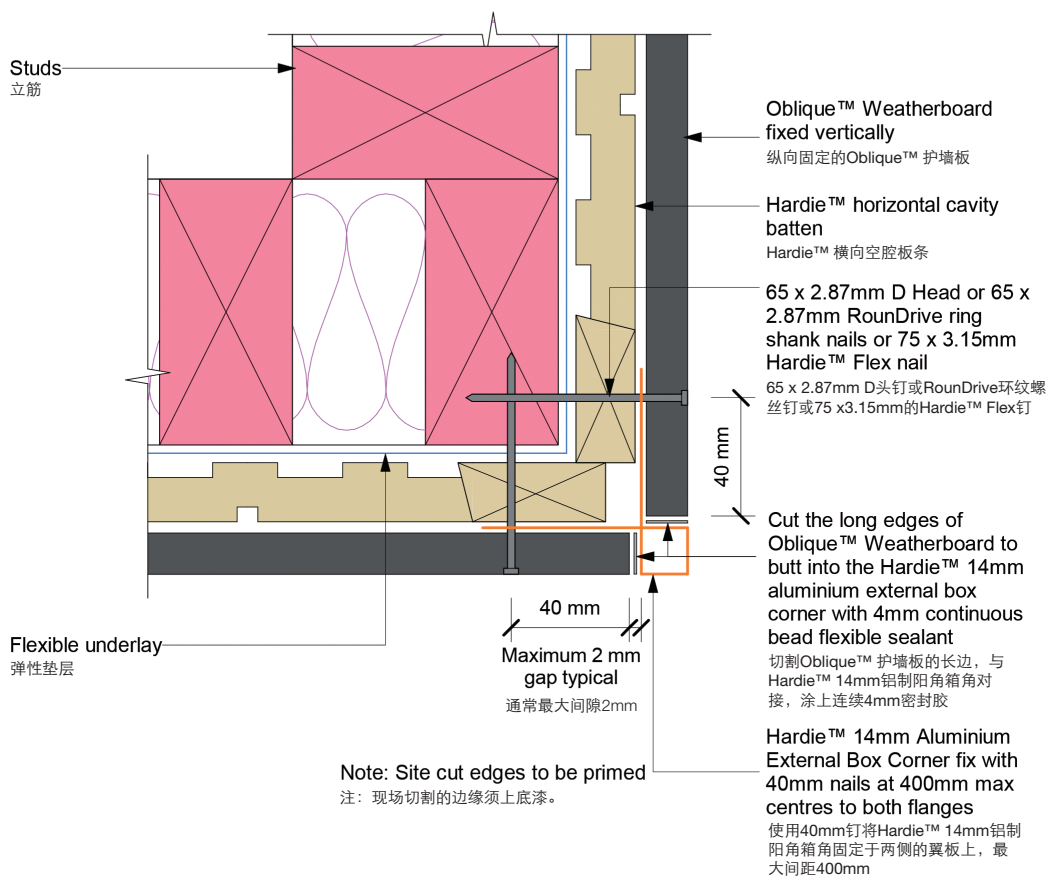 Studs
立筋
Oblique™ Weatherboard
fixed vertically
纵向固定的Oblique™ 护墙板
Hardie™ horizontal cavity
batten
Hardie™ 横向空腔板条
65 x 2.87mm D Head or 65 x
2.87mm RounDrive ring
shank nails or 75 x 3.15mm
Hardie™ Flex nail
65 x 2.87mm D头钉或RounDrive环纹螺
丝钉或75 x3.15mm的Hardie™ Flex钉
40 mm
Cut the long edges of
Oblique™ Weatherboard to
butt into the Hardie™ 14mm
aluminium external box
corner with 4mm continuous
bead flexible sealant
切割Oblique™ 护墙板的长边，与
Hardie™ 14mm铝制阳角箱角对
接，涂上连续4mm密封胶
40 mm
Flexible underlay
弹性垫层
Maximum 2 mm
gap typical
通常最大间隙2mm
Hardie™ 14mm Aluminium
External Box Corner fix with
40mm nails at 400mm max
centres to both flanges
使用40mm钉将Hardie™ 14mm铝制
阳角箱角固定于两侧的翼板上，最
大间距400mm
Note: Site cut edges to be primed
注：现场切割的边缘须上底漆。